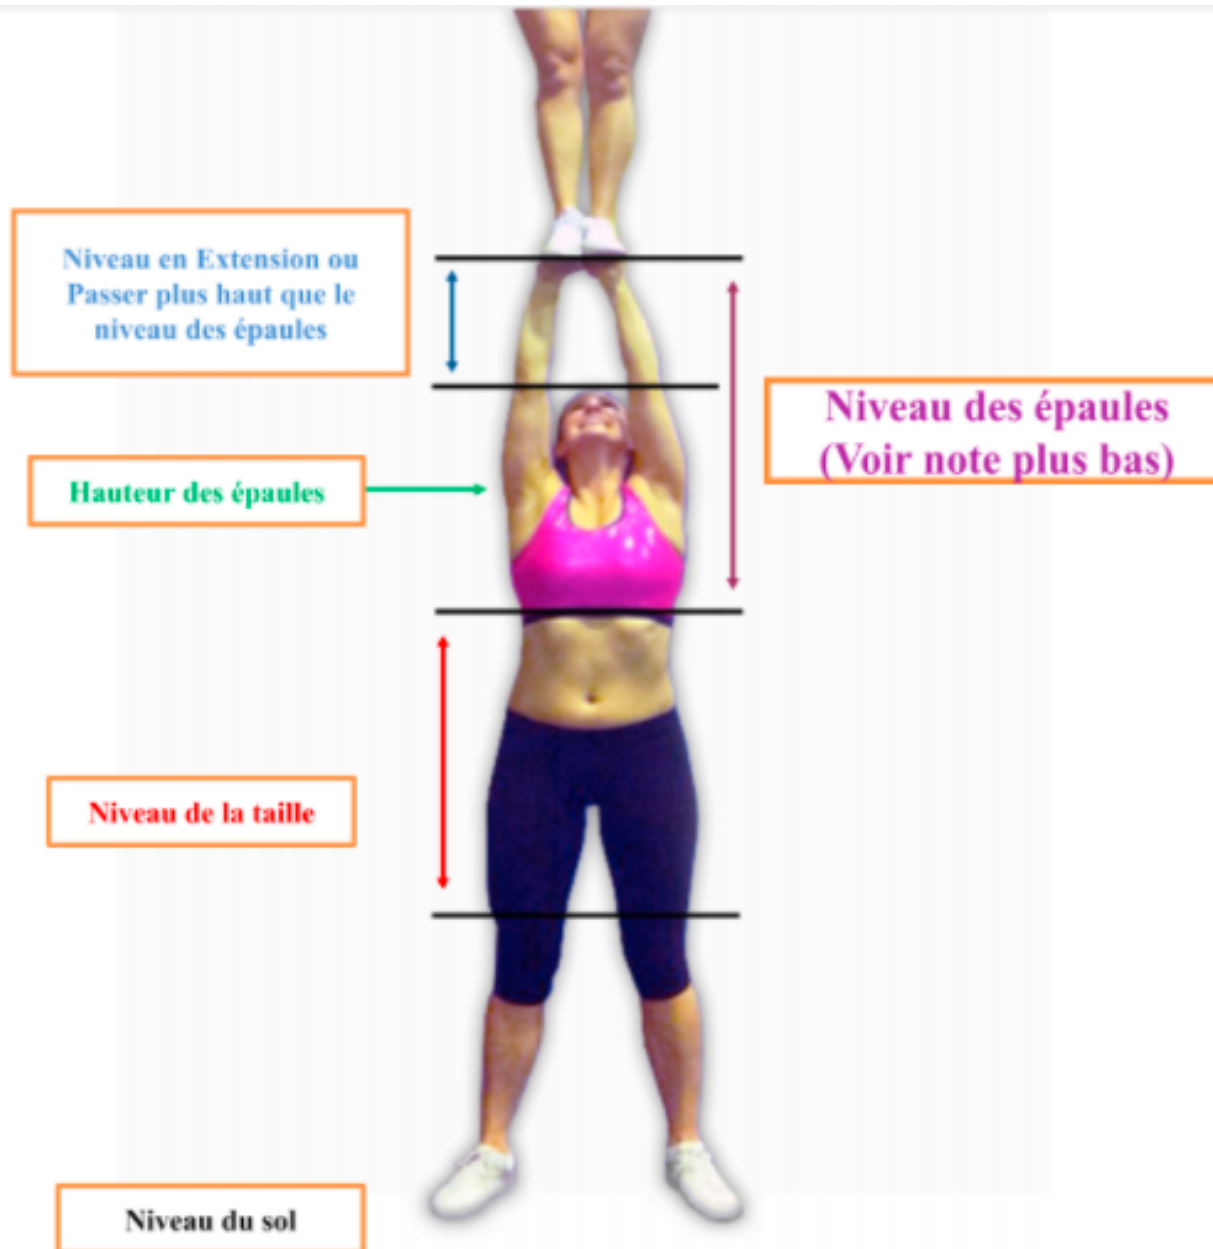 Niveau en Extension ou
Passer plus haut que le
niveau des épaules
Niveau des épaules
(Voir note plus bas)
Hauteur des épaules
Niveau de la taille
Niveau du sol